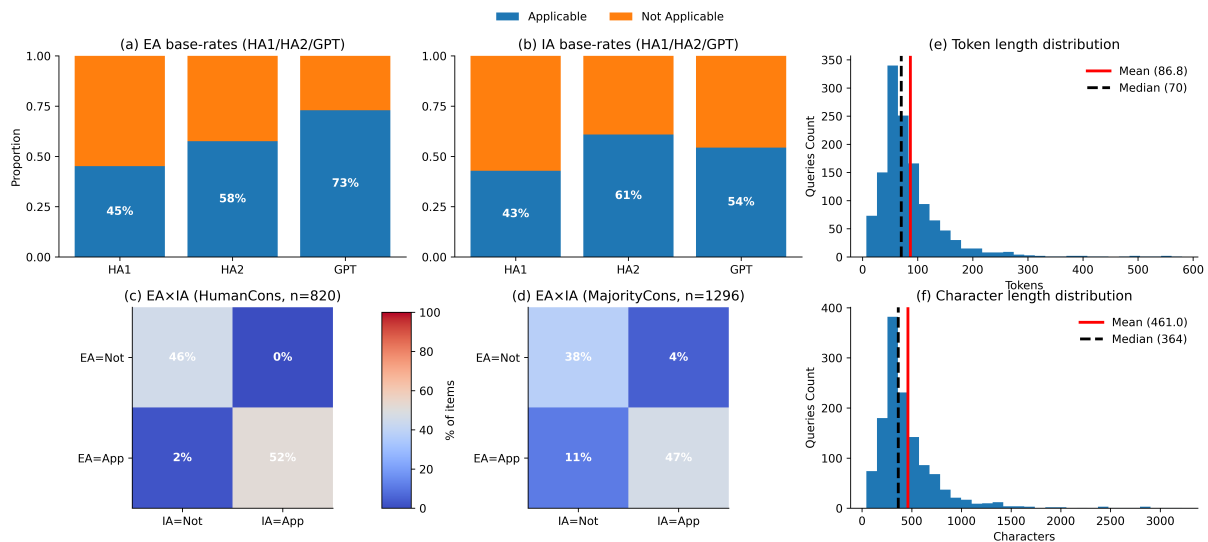 Applicable
Not Applicable
(a) EA base-rates (HA1/HA2/GPT)
1.00
0.75
0.50
0.25
0.00
Proportion
45%
58%
73%
HA1
HA2
GPT
(b) IA base-rates (HA1/HA2/GPT)
1.00
0.75
0.50
0.25
0.00
43%
61%
54%
HA1
HA2
GPT
(e) Token length distribution
350
300
250
200
150
100
50
0
Queries Count
Mean (86.8)
Median (70)
0
100
200
300
400
500
600
Tokens
(c) EA×IA (HumanCons, n=820)
EA=Not
EA=App
46%
0%
2%
52%
IA=Not
IA=App
100
80
60
40
20
0
% of items
(d) EA×IA (MajorityCons, n=1296)
EA=Not
EA=App
38%
4%
11%
47%
IA=Not
IA=App
(f) Character length distribution
400
300
200
100
0
Queries Count
Mean (461.0)
Median (364)
0
500
1000
1500
2000
2500
3000
Characters